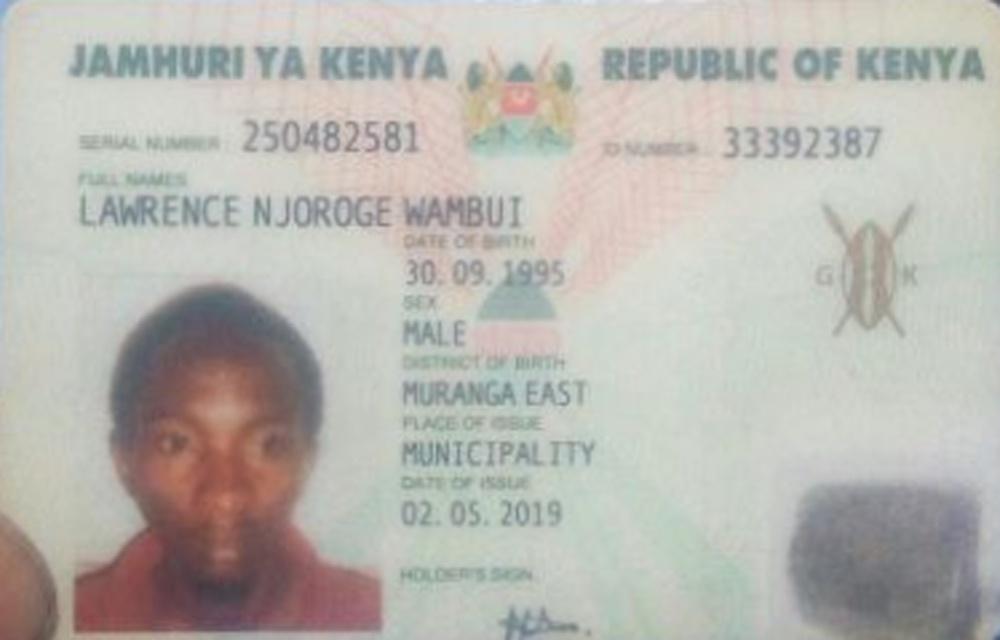 JAMHURI YA KENYA REPUBLIC OF KENYA
SERIAL NUMBER 250482581 ID NUMBER 33392387
FULL NAMES
LAWRENCE NJOROGE WAMBUI
DATE OF BIRTH
30. 09. 1995
G K
SEX
MALE
DISTRICT OF BIRTH
MURANGA EAST
PLACE OF ISSUE
MUNICIPALITY
DATE OF ISSUE
02. 05. 2019
HOLDER'S SIGN.